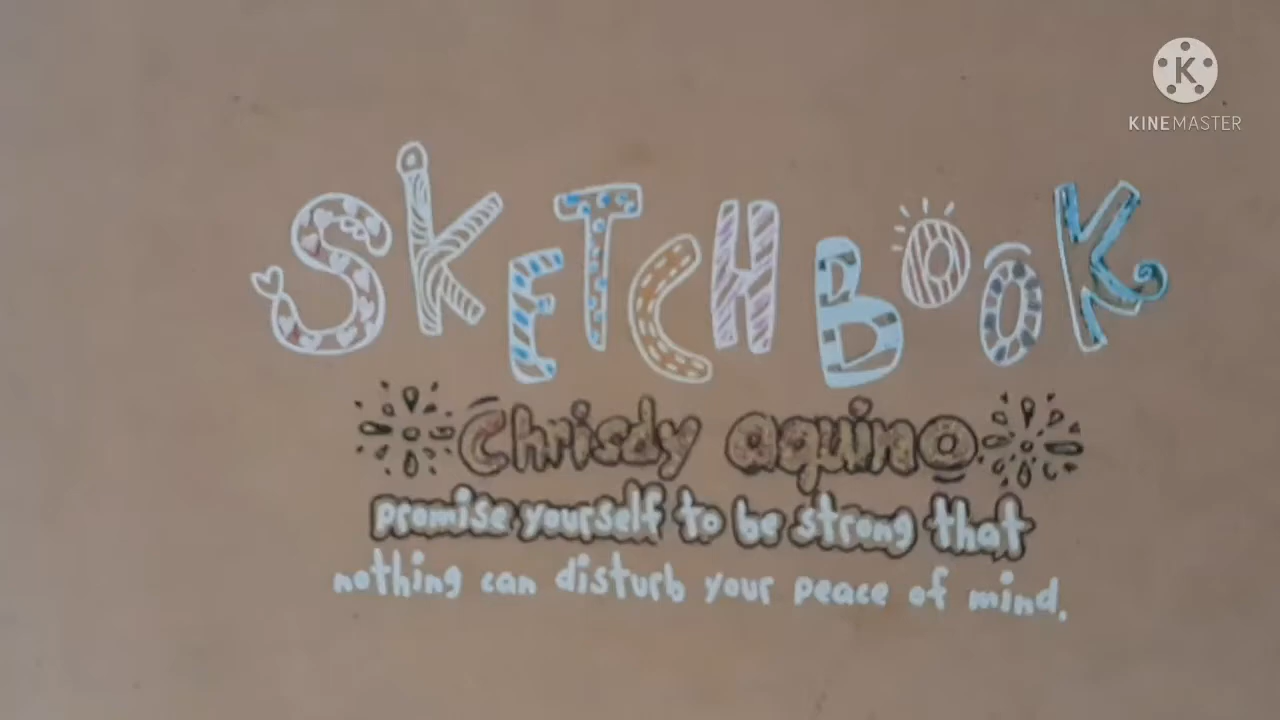 K
KINEMASTER
SKETCHBOOK
Chrisdy aquino
promise yourself to be strong that
nothing can disturb your peace of mind.